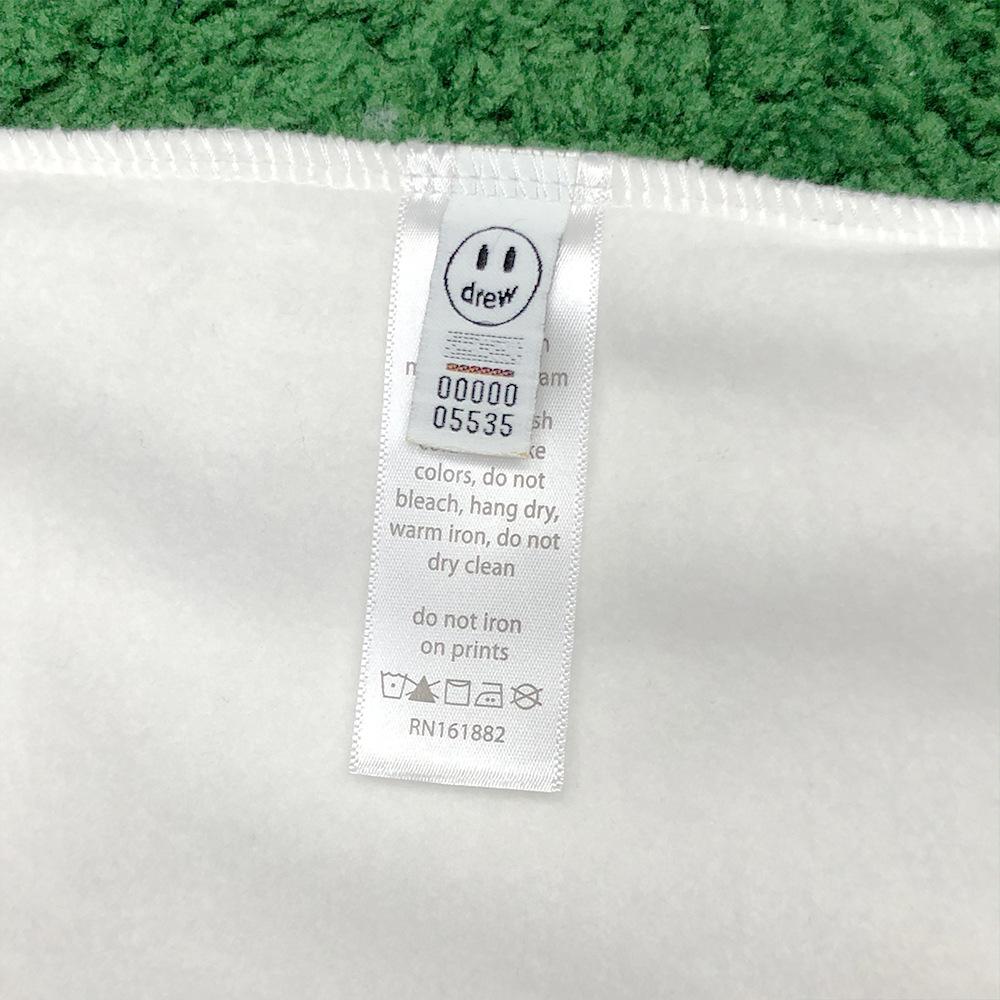 drew
00000
05535
colors, do not
bleach, hang dry,
warm iron, do not
dry clean
do not iron
on prints
RN161882